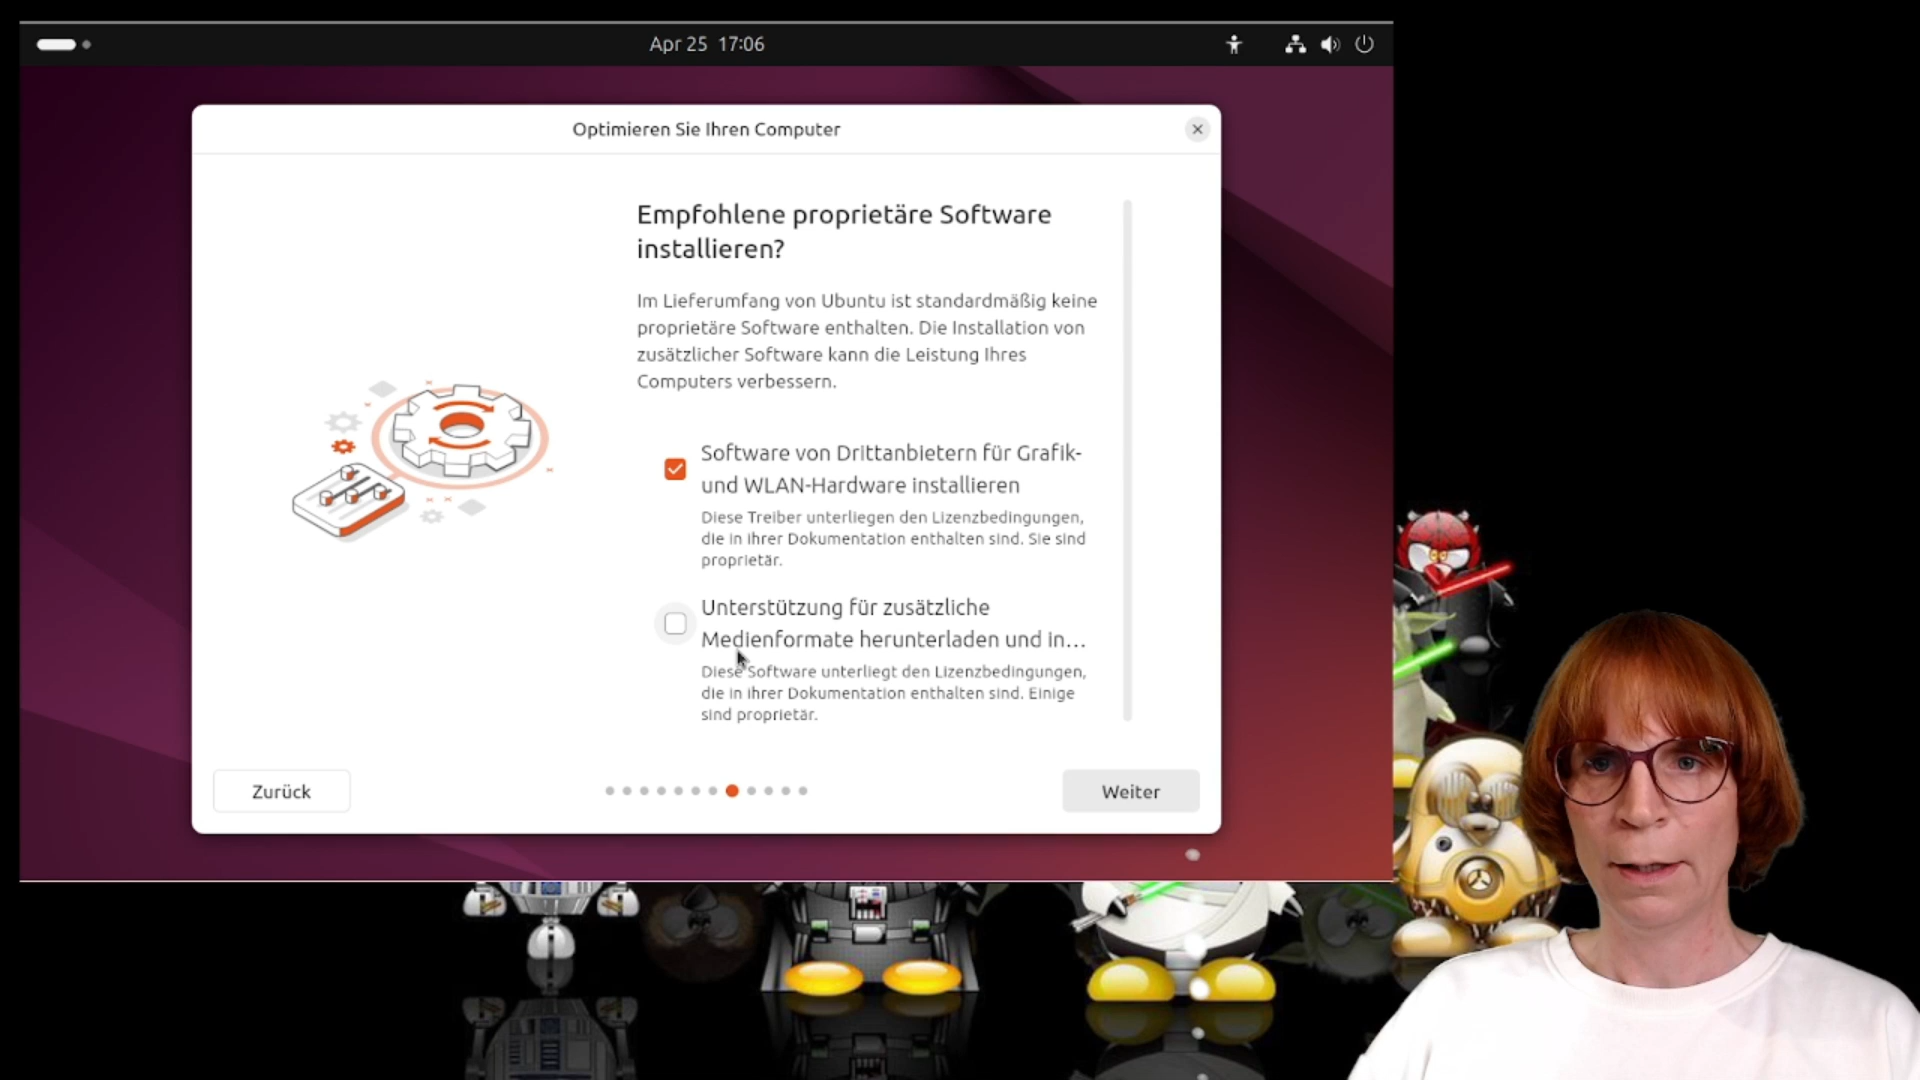 Apr 25 17:06
Optimieren Sie Ihren Computer
Empfohlene proprietäre Software
installieren?
Im Lieferumfang von Ubuntu ist standardmäßig keine
proprietäre Software enthalten. Die Installation von
zusätzlicher Software kann die Leistung Ihres
Computers verbessern.
Software von Drittanbietern für Grafik-
und WLAN-Hardware installieren
Diese Treiber unterliegen den Lizenzbedingungen,
die in ihrer Dokumentation enthalten sind. Sie sind
proprietär.
Unterstützung für zusätzliche
Medienformate herunterladen und in…
Diese Software unterliegt den Lizenzbedingungen,
die in ihrer Dokumentation enthalten sind. Einige
sind proprietär.
Zurück
Weiter